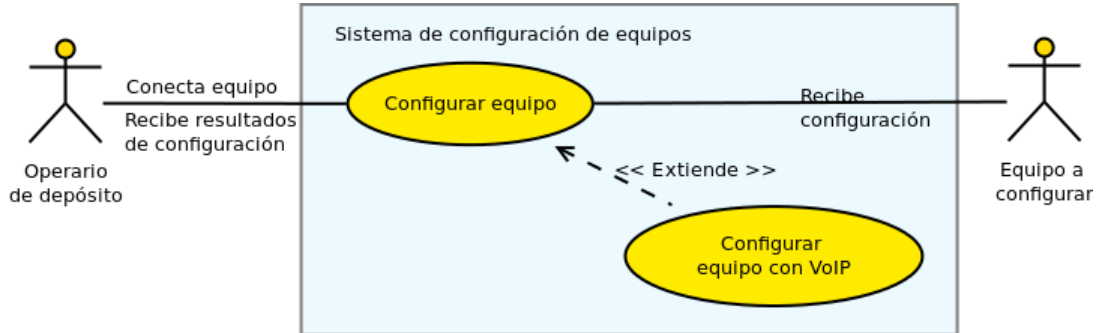 Sistema de configuración de equipos
Conecta equipo
Recibe resultados
de configuración
Configurar equipo
Recibe
configuración
<< Extiende >>
Operario
de depósito
Equipo a
configurar
Configurar
equipo con VoIP